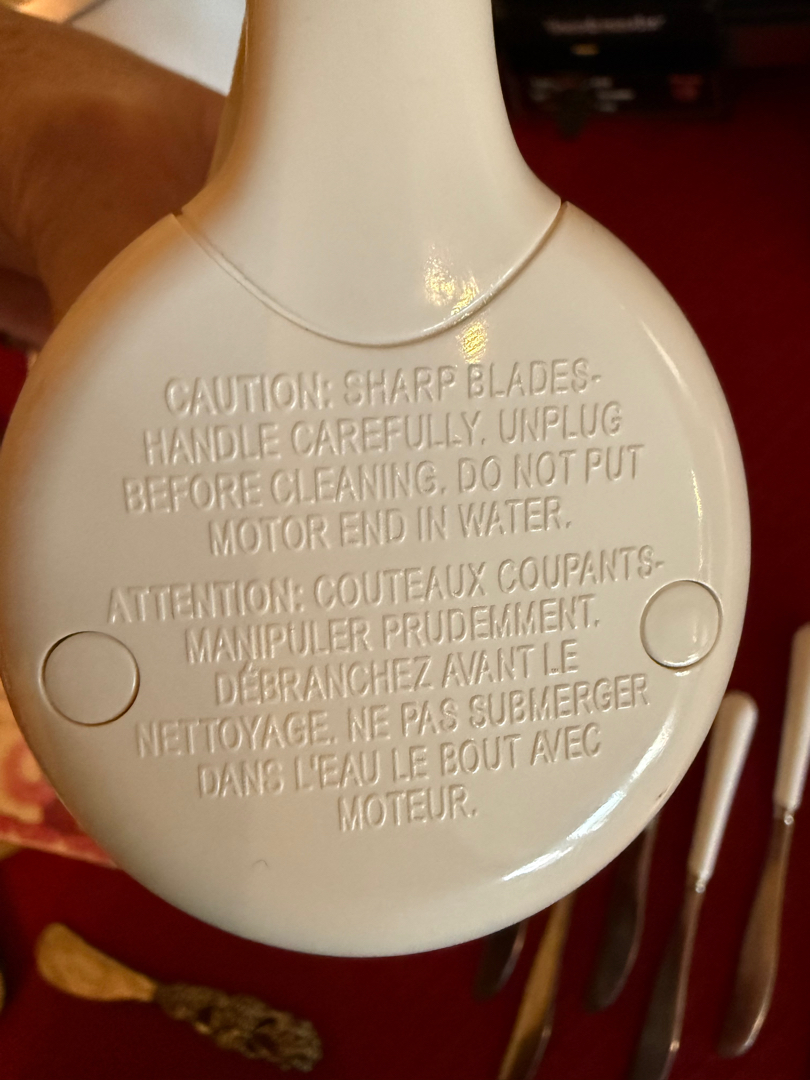 CAUTION: SHARP BLADES-
HANDLE CAREFULLY. UNPLUG
BEFORE CLEANING. DO NOT PUT
MOTOR END IN WATER.
ATTENTION: COUTEAUX COUPANTS-
MANIPULER PRUDEMMENT.
DÉBRANCHEZ AVANT LE
NETTOYAGE. NE PAS SUBMERGER
DANS L'EAU LE BOUT AVEC
MOTEUR.